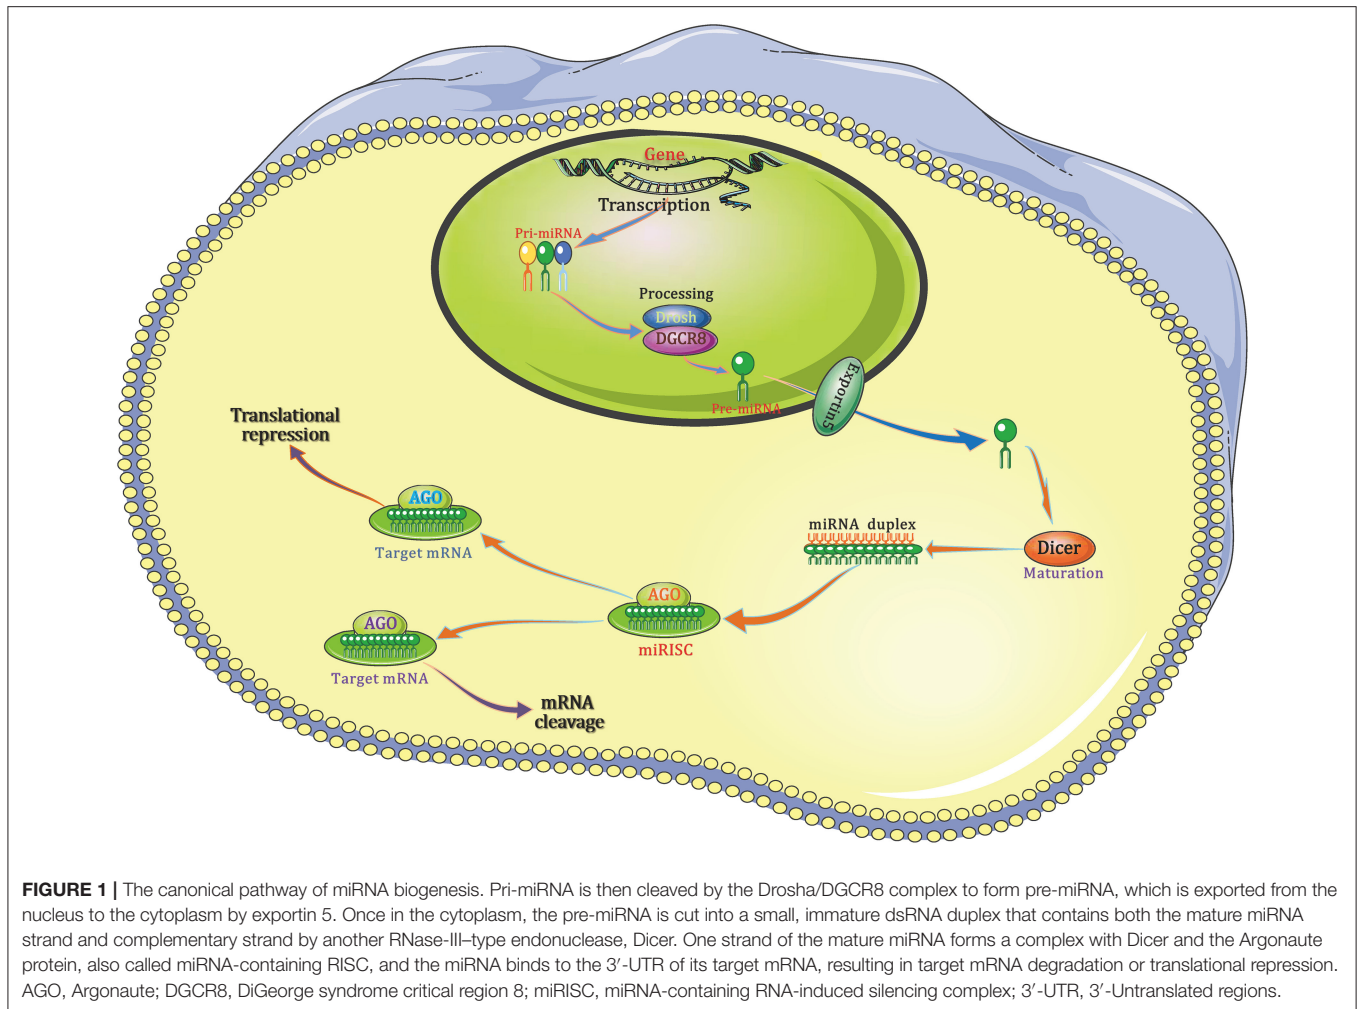 Gene
Transcription
Pri-miRNA
Processing
Drosh
DGCR8
Pre-miRNA
Exportin5
Translational
repression
AGO
Target mRNA
miRNA duplex
Dicer
Maturation
AGO
miRISC
AGO
Target mRNA
mRNA
cleavage
FIGURE 1 | The canonical pathway of miRNA biogenesis. Pri-miRNA is then cleaved by the Drosha/DGCR8 complex to form pre-miRNA, which is exported from the
nucleus to the cytoplasm by exportin 5. Once in the cytoplasm, the pre-miRNA is cut into a small, immature dsRNA duplex that contains both the mature miRNA
strand and complementary strand by another RNase-III–type endonuclease, Dicer. One strand of the mature miRNA forms a complex with Dicer and the Argonaute
protein, also called miRNA-containing RISC, and the miRNA binds to the 3′-UTR of its target mRNA, resulting in target mRNA degradation or translational repression.
AGO, Argonaute; DGCR8, DiGeorge syndrome critical region 8; miRISC, miRNA-containing RNA-induced silencing complex; 3′-UTR, 3′-Untranslated regions.